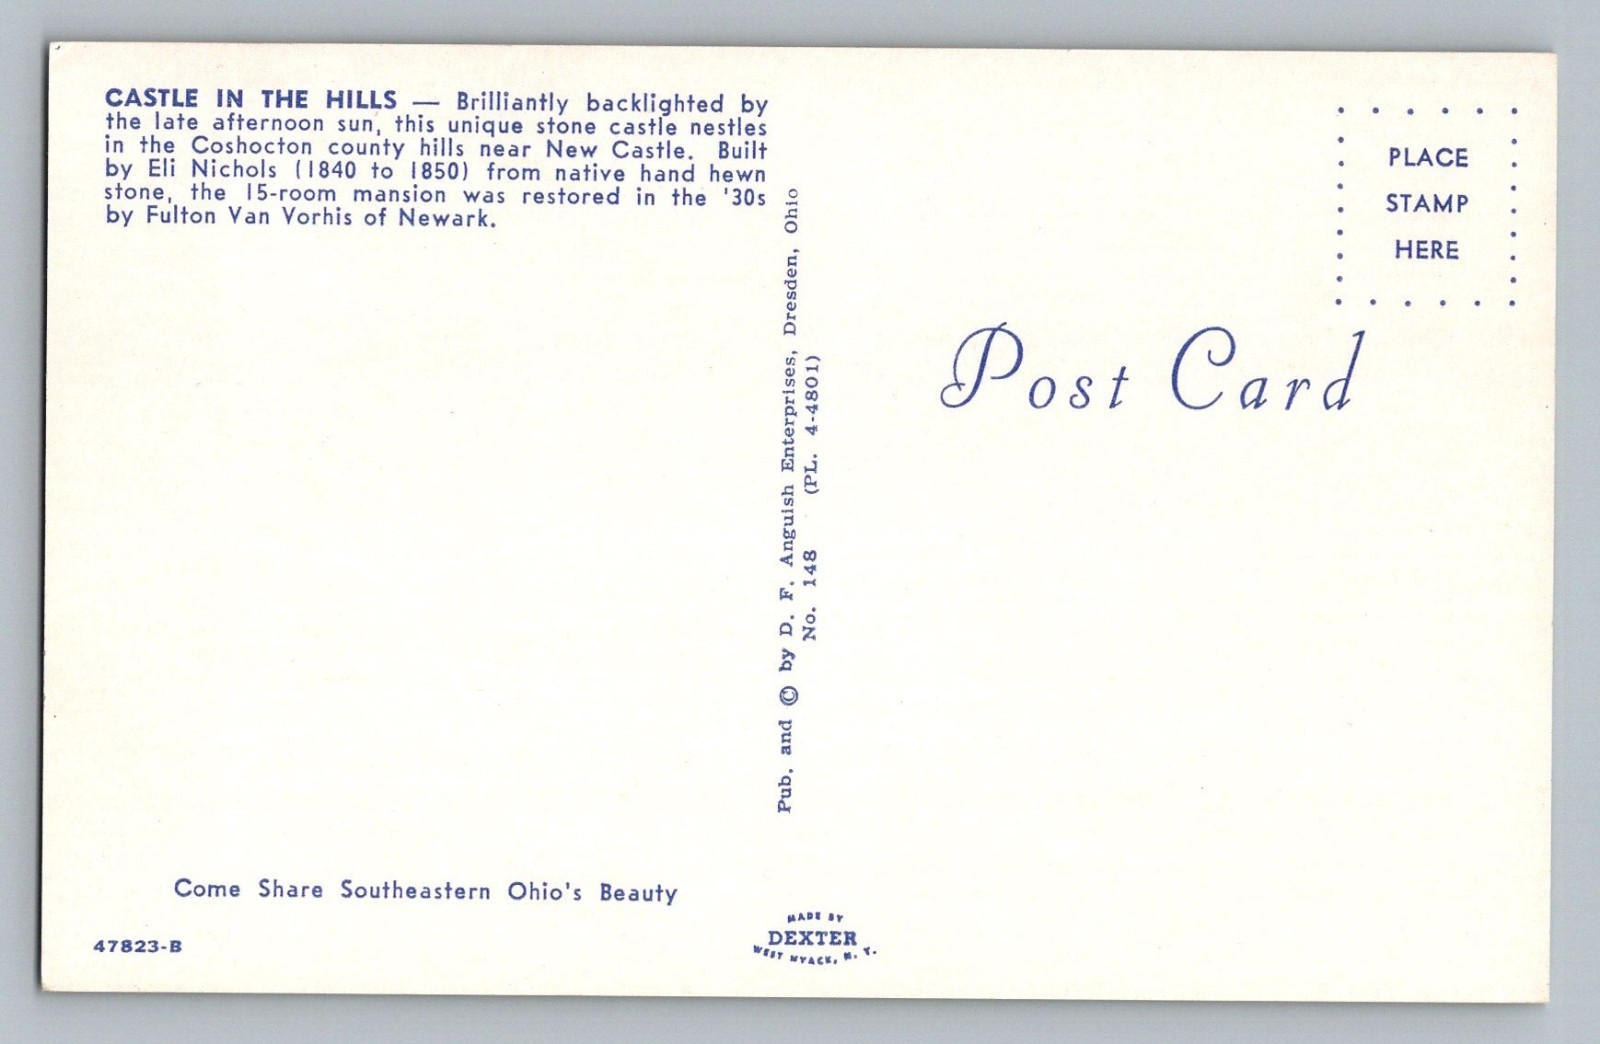 CASTLE IN THE HILLS — Brilliantly backlighted by
the late afternoon sun, this unique stone castle nestles
in the Coshocton county hills near New Castle. Built
by Eli Nichols (1840 to 1850) from native hand hewn
stone, the 15-room mansion was restored in the '30s
by Fulton Van Vorhis of Newark.
Come Share Southeastern Ohio's Beauty
47823-B
Pub. and © by D. F. Anguish Enterprises, Dresden, Ohio
No. 148 (PL. 4-4801)
MADE BY
DEXTER
WEST NYACK, N. Y.
PLACE
STAMP
HERE
Post Card